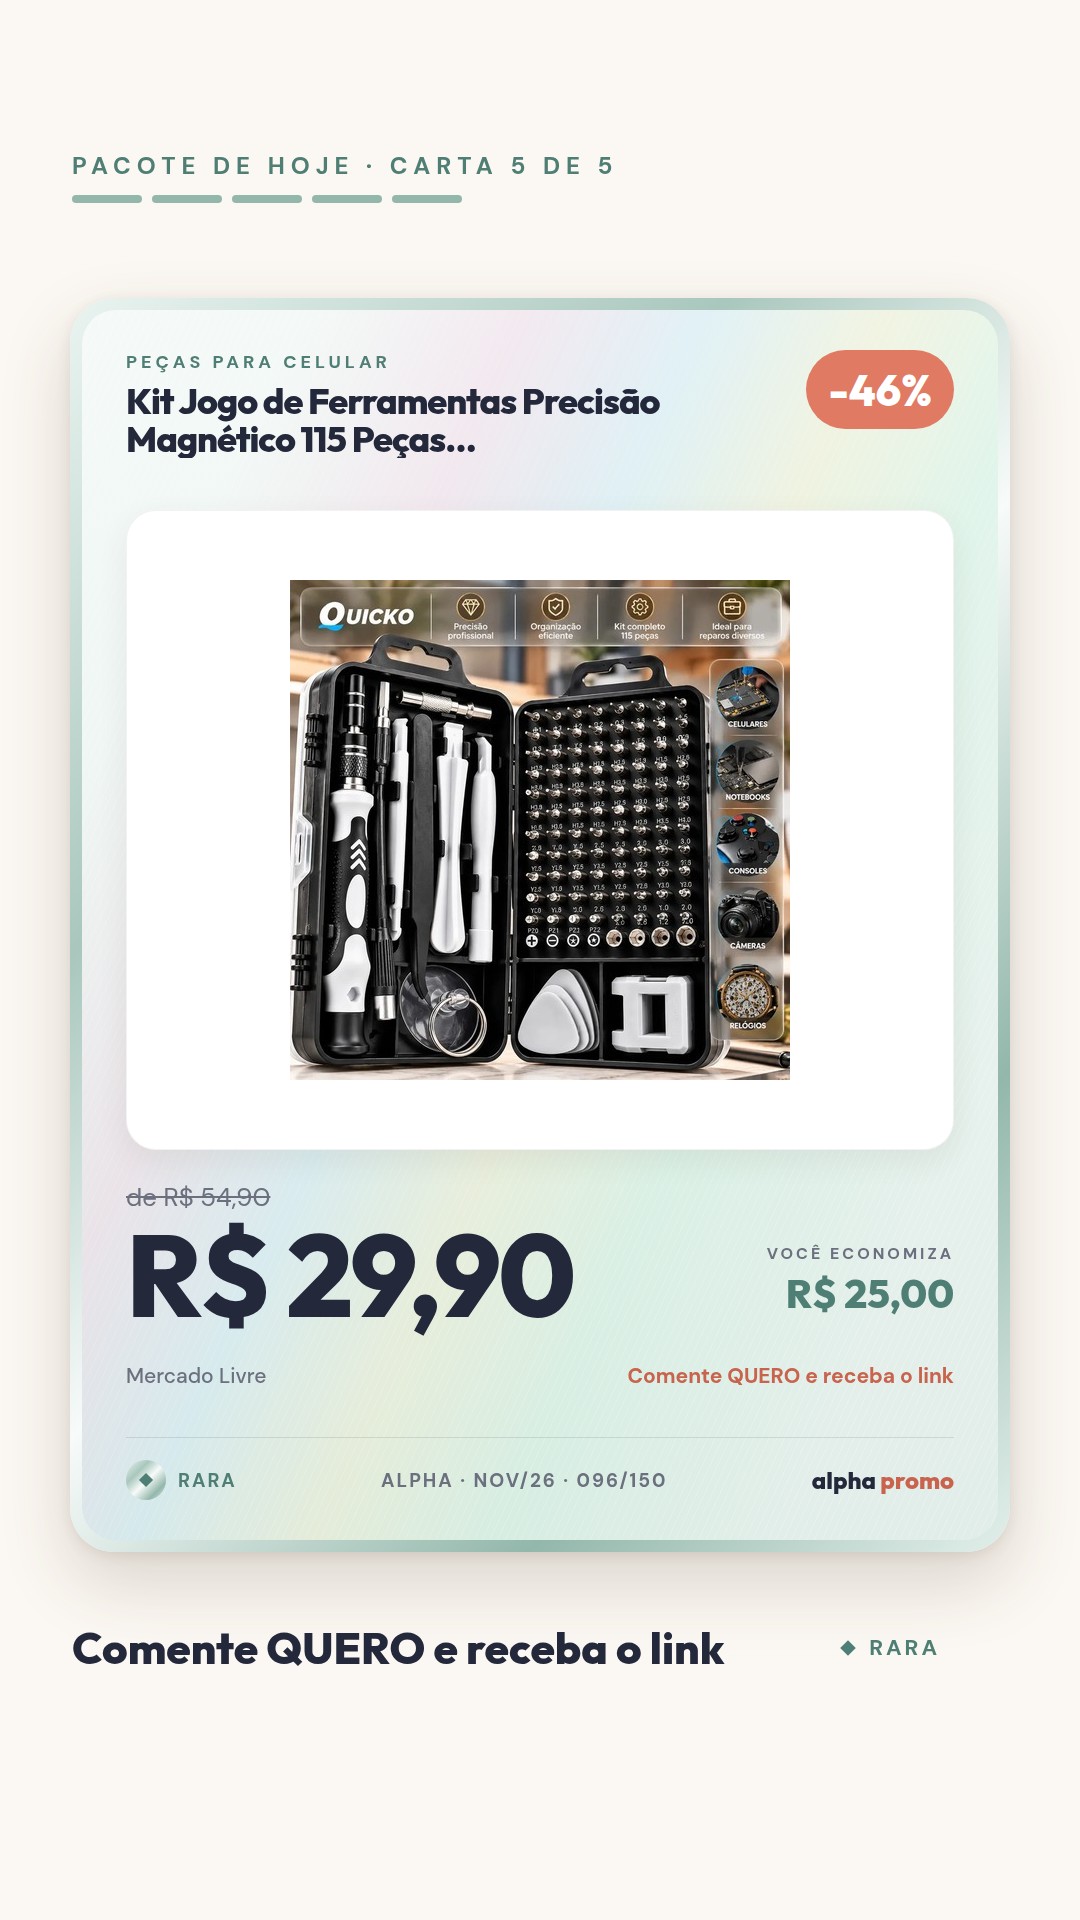 PACOTE DE HOJE · CARTA 5 DE 5
PEÇAS PARA CELULAR
Kit Jogo de Ferramentas Precisão
Magnético 115 Peças...
-46%
QUICKO
Precisão
profissional
Organização
eficiente
Kit completo
115 peças
Ideal para
reparos diversos
CELULARES
NOTEBOOKS
CONSOLES
CÂMERAS
RELÓGIOS
de R$ 54,90
R$ 29,90
VOCÊ ECONOMIZA
R$ 25,00
Mercado Livre
Comente QUERO e receba o link
RARA
ALPHA · NOV/26 · 096/150
alpha promo
Comente QUERO e receba o link
RARA